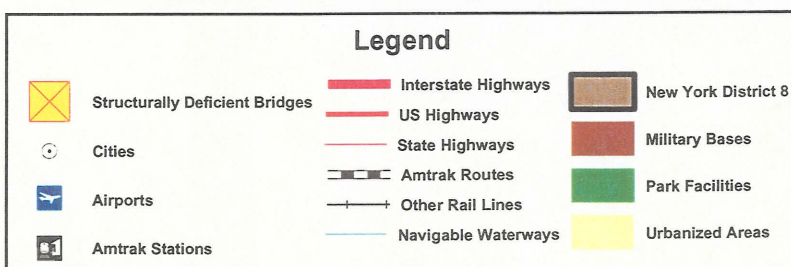 Legend
Structurally Deficient Bridges
Cities
Airports
Amtrak Stations
Interstate Highways
US Highways
State Highways
Amtrak Routes
Other Rail Lines
Navigable Waterways
New York District 8
Military Bases
Park Facilities
Urbanized Areas